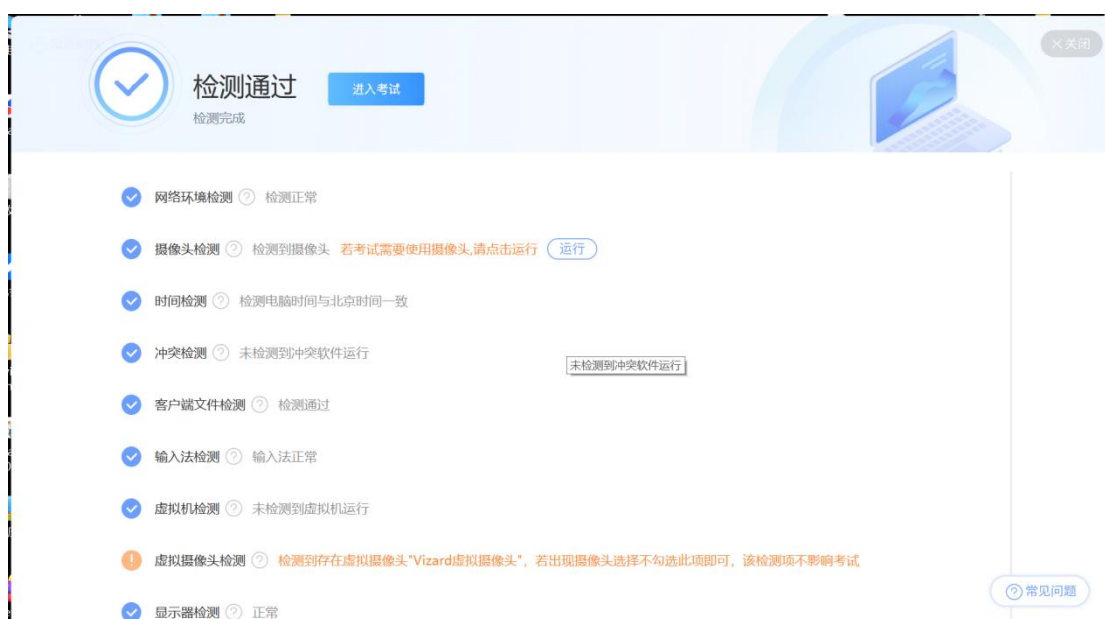 × 关闭
检测通过
进入考试
检测完成
网络环境检测 ? 检测正常
摄像头检测 ? 检测到摄像头 若考试需要使用摄像头,请点击运行 运行
时间检测 ? 检测电脑时间与北京时间一致
冲突检测 ? 未检测到冲突软件运行
未检测到冲突软件运行
客户端文件检测 ? 检测通过
输入法检测 ? 输入法正常
虚拟机检测 ? 未检测到虚拟机运行
虚拟摄像头检测 ? 检测到存在虚拟摄像头"Vizard虚拟摄像头"，若出现摄像头选择不勾选此项即可，该检测项不影响考试
? 常见问题
显示器检测 ? 正常